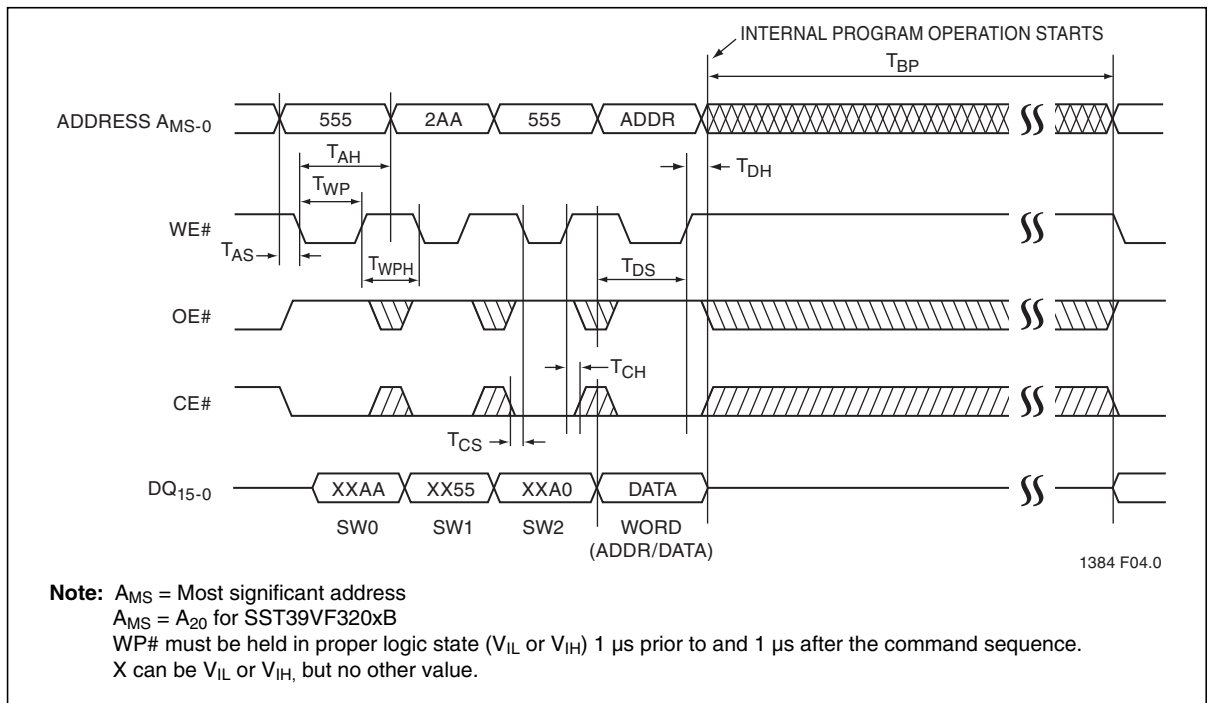 INTERNAL PROGRAM OPERATION STARTS
TBP
ADDRESS AMS-0
555
2AA
555
ADDR
TAH
TDH
TWP
WE#
TAS
TWPH
TDS
OE#
TCH
CE#
TCS
DQ15-0
XXAA
XX55
XXA0
DATA
SW0
SW1
SW2
WORD
(ADDR/DATA)
1384 F04.0
Note: AMS = Most significant address
AMS = A20 for SST39VF320xB
WP# must be held in proper logic state (VIL or VIH) 1 µs prior to and 1 µs after the command sequence.
X can be VIL or VIH, but no other value.